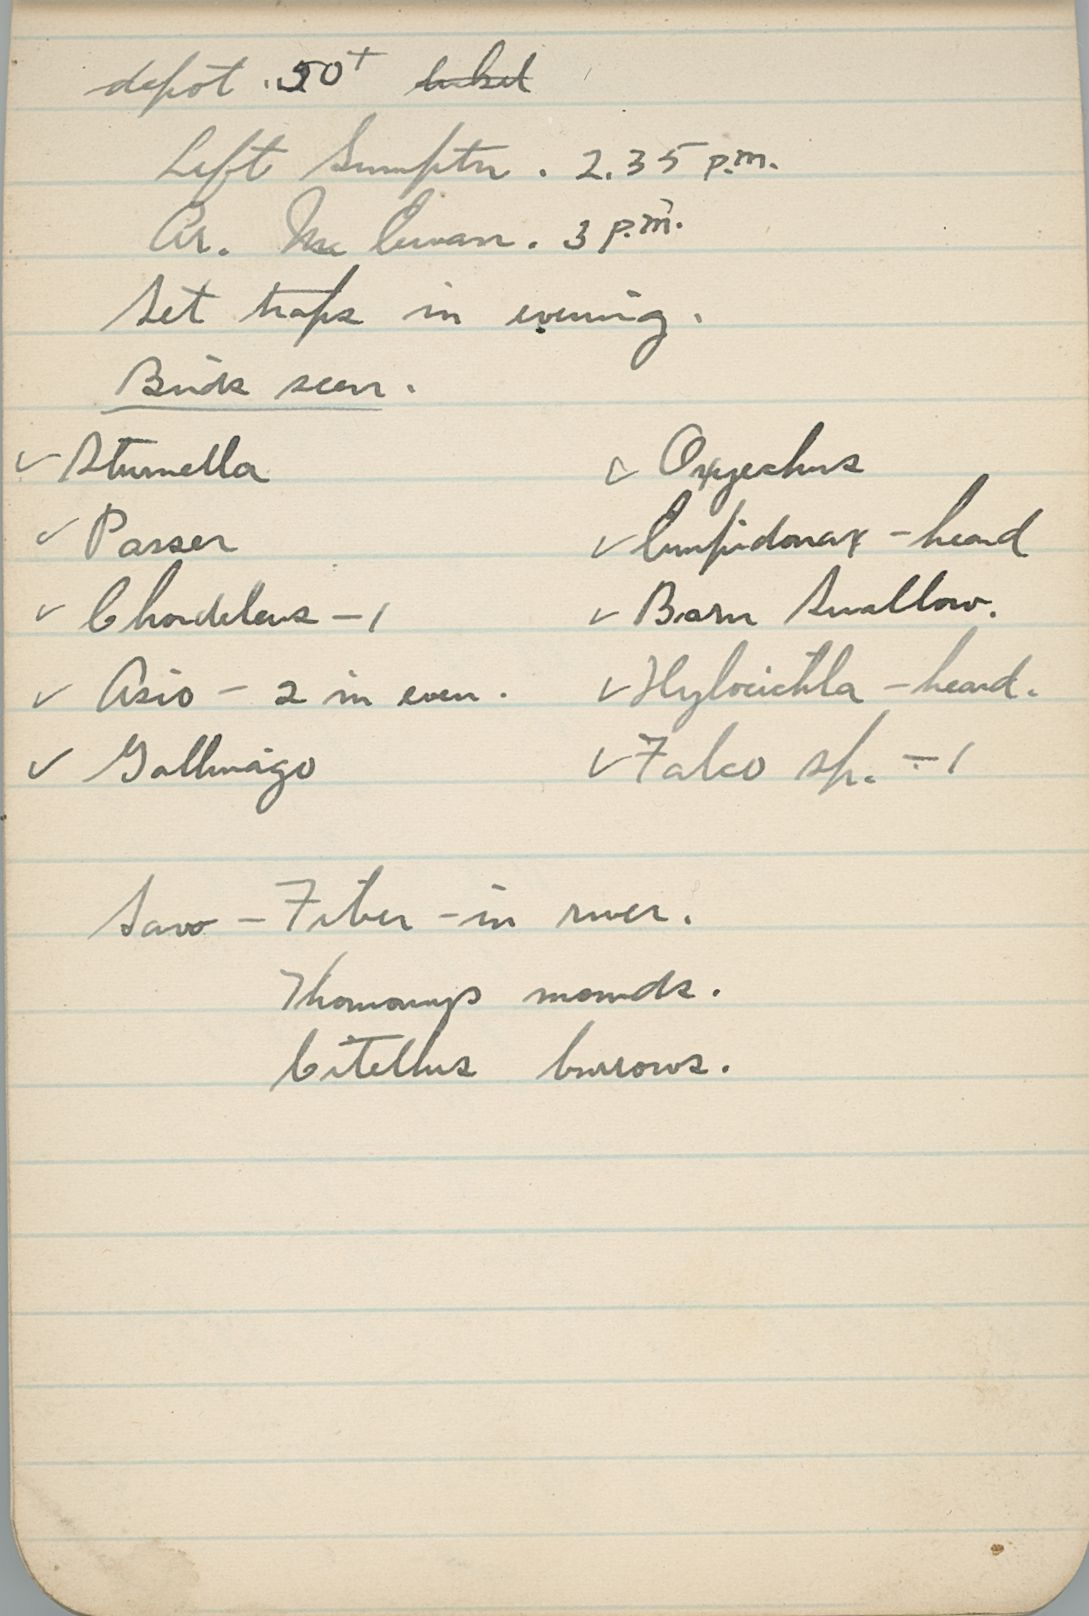 depot .50+
Left Sumpter. 2.35 p.m.
Ar. McEwan. 3 p.m.
Set traps in evening.
Birds seen.
✓ Sturnella
✓ Passer
✓ Chordeleus - 1
✓ Asio - 2 in even.
✓ Gallinago
✓ Oxyechus
✓ Empidonax - heard
✓ Barn Swallow.
✓ Hylocichla - heard.
✓ Falco sp. - 1
Saw - Fiber - in river.
Thomomys mounds.
Citellus burrows.